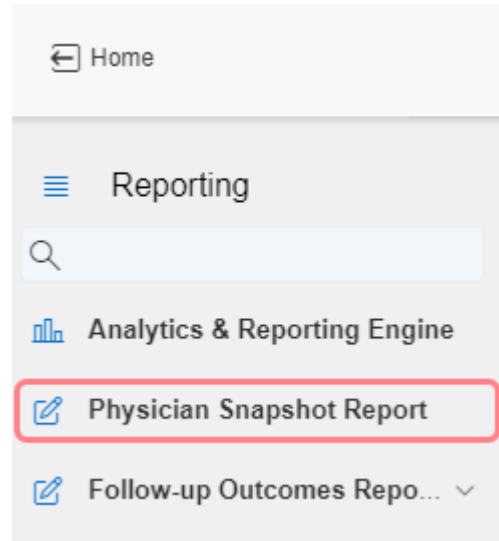 Home
Reporting
Analytics & Reporting Engine
Physician Snapshot Report
Follow-up Outcomes Repo...